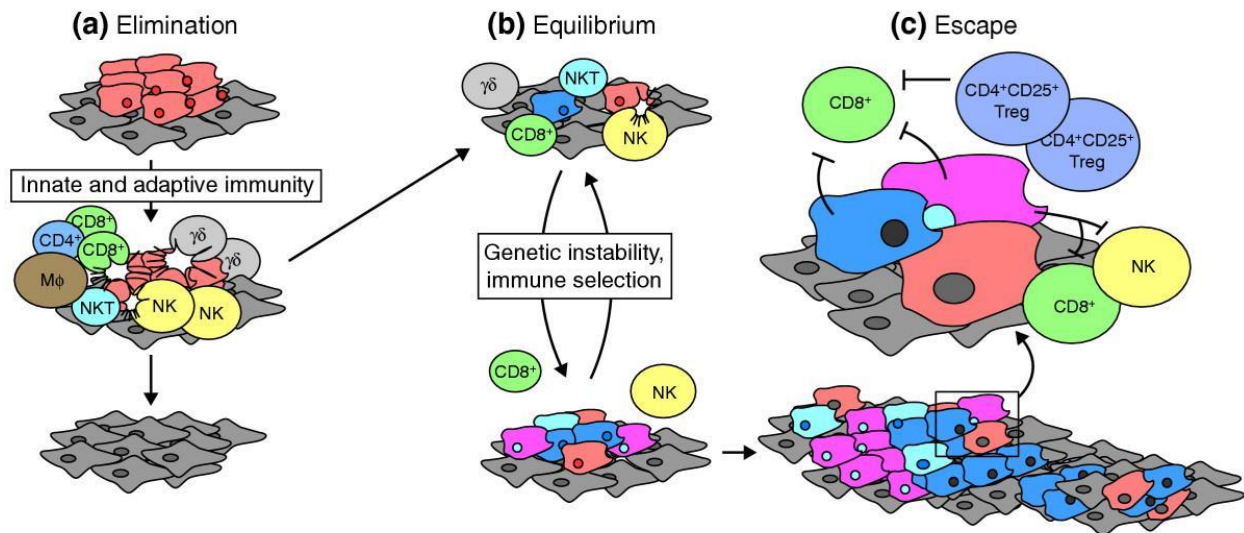 (a) Elimination
Innate and adaptive immunity
CD8⁺
CD4⁺
CD8⁺
γδ
γδ
Mϕ
NKT
NK
NK
(b) Equilibrium
γδ
NKT
CD8⁺
NK
Genetic instability,
immune selection
CD8⁺
NK
(c) Escape
CD8⁺
CD4⁺CD25⁺
Treg
CD4⁺CD25⁺
Treg
NK
CD8⁺